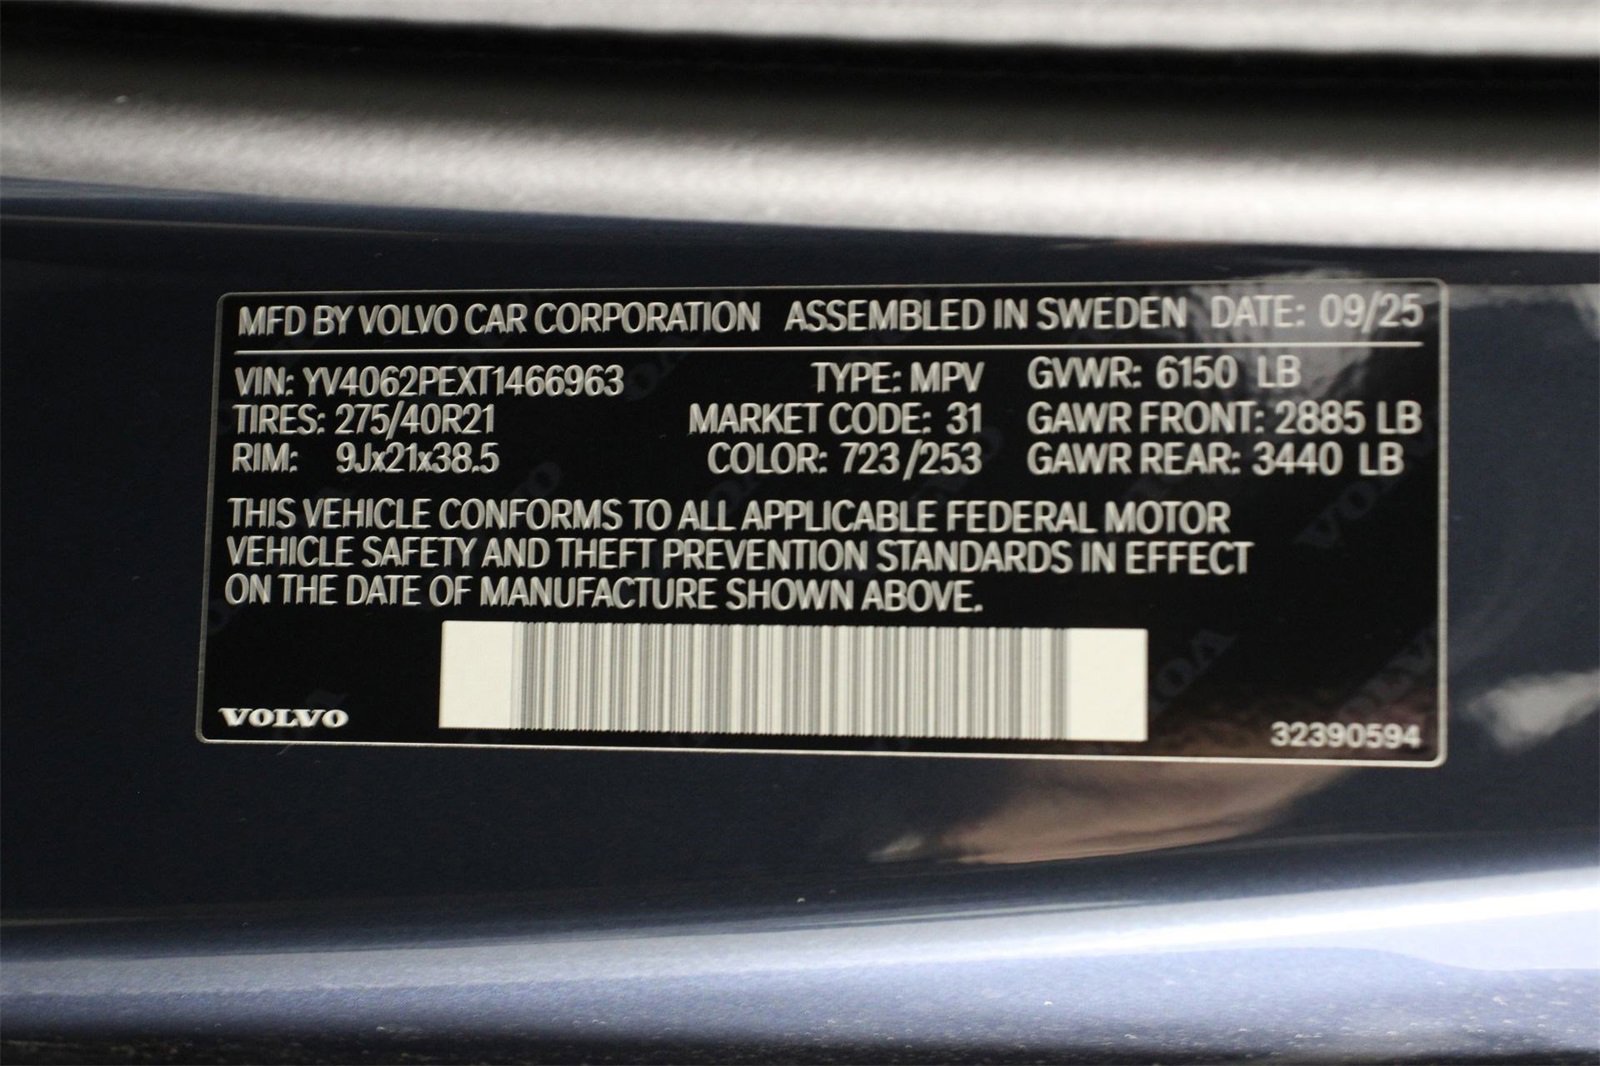 MFD BY VOLVO CAR CORPORATION ASSEMBLED IN SWEDEN DATE: 09/25
VIN: YV4062PEXT1466963 TYPE: MPV GVWR: 6150 LB
TIRES: 275/40R21 MARKET CODE: 31 GAWR FRONT: 2885 LB
RIM: 9Jx21x38.5 COLOR: 723/253 GAWR REAR: 3440 LB
THIS VEHICLE CONFORMS TO ALL APPLICABLE FEDERAL MOTOR
VEHICLE SAFETY AND THEFT PREVENTION STANDARDS IN EFFECT
ON THE DATE OF MANUFACTURE SHOWN ABOVE.
VOLVO 32390594